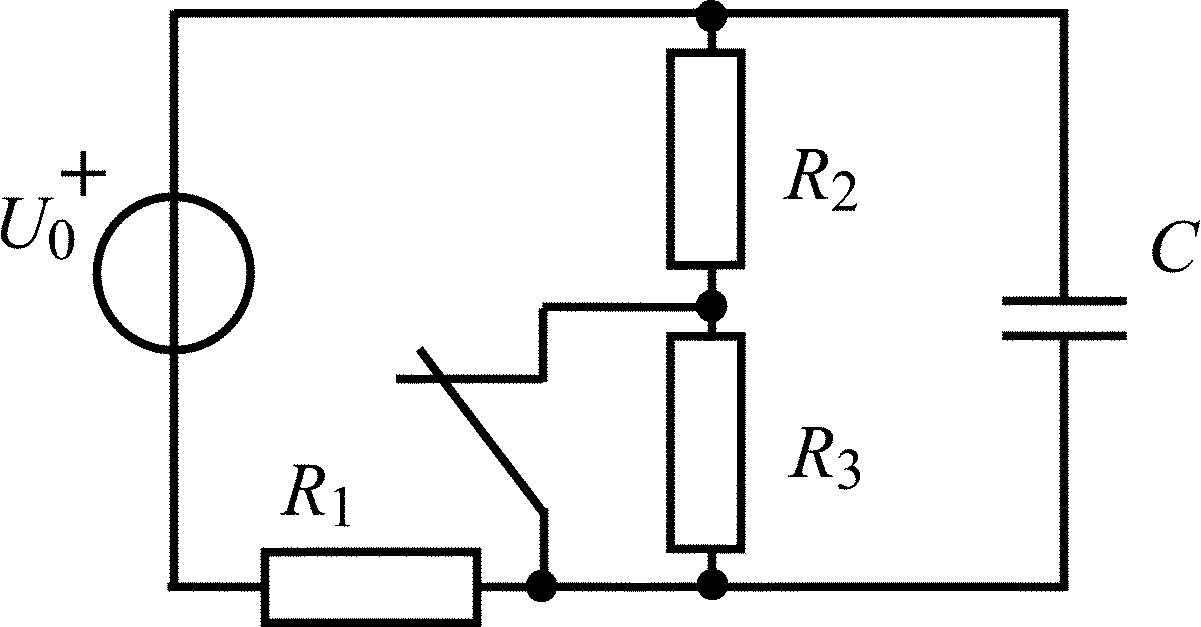 R₂
+
U₀
C
R₃
R₁